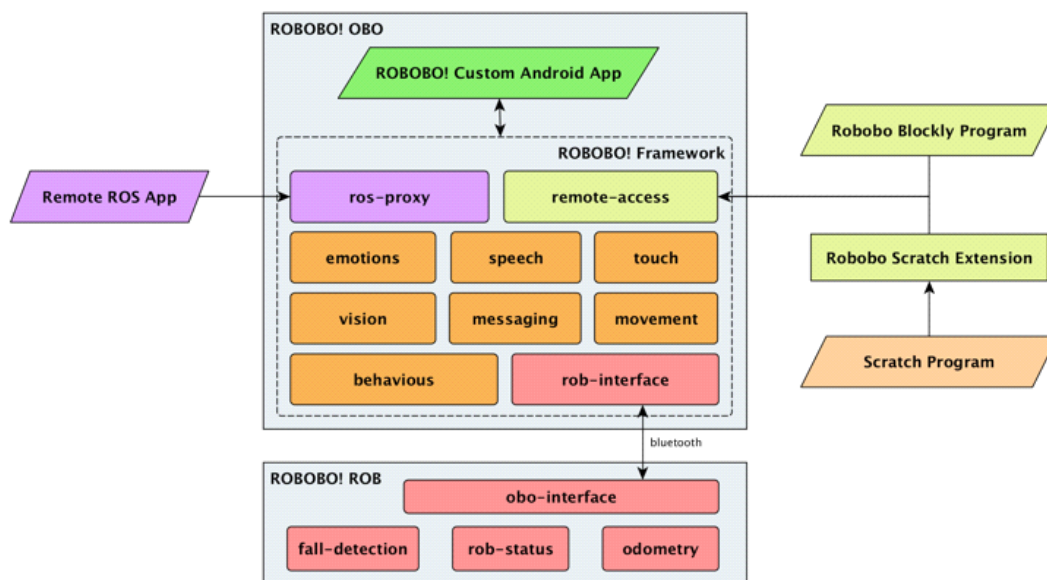 ROBOBO! OBO
ROBOBO! Custom Android App
ROBOBO! Framework
Robobo Blockly Program
Remote ROS App
ros-proxy
remote-access
emotions
speech
touch
Robobo Scratch Extension
vision
messaging
movement
Scratch Program
behavious
rob-interface
bluetooth
ROBOBO! ROB
obo-interface
fall-detection
rob-status
odometry